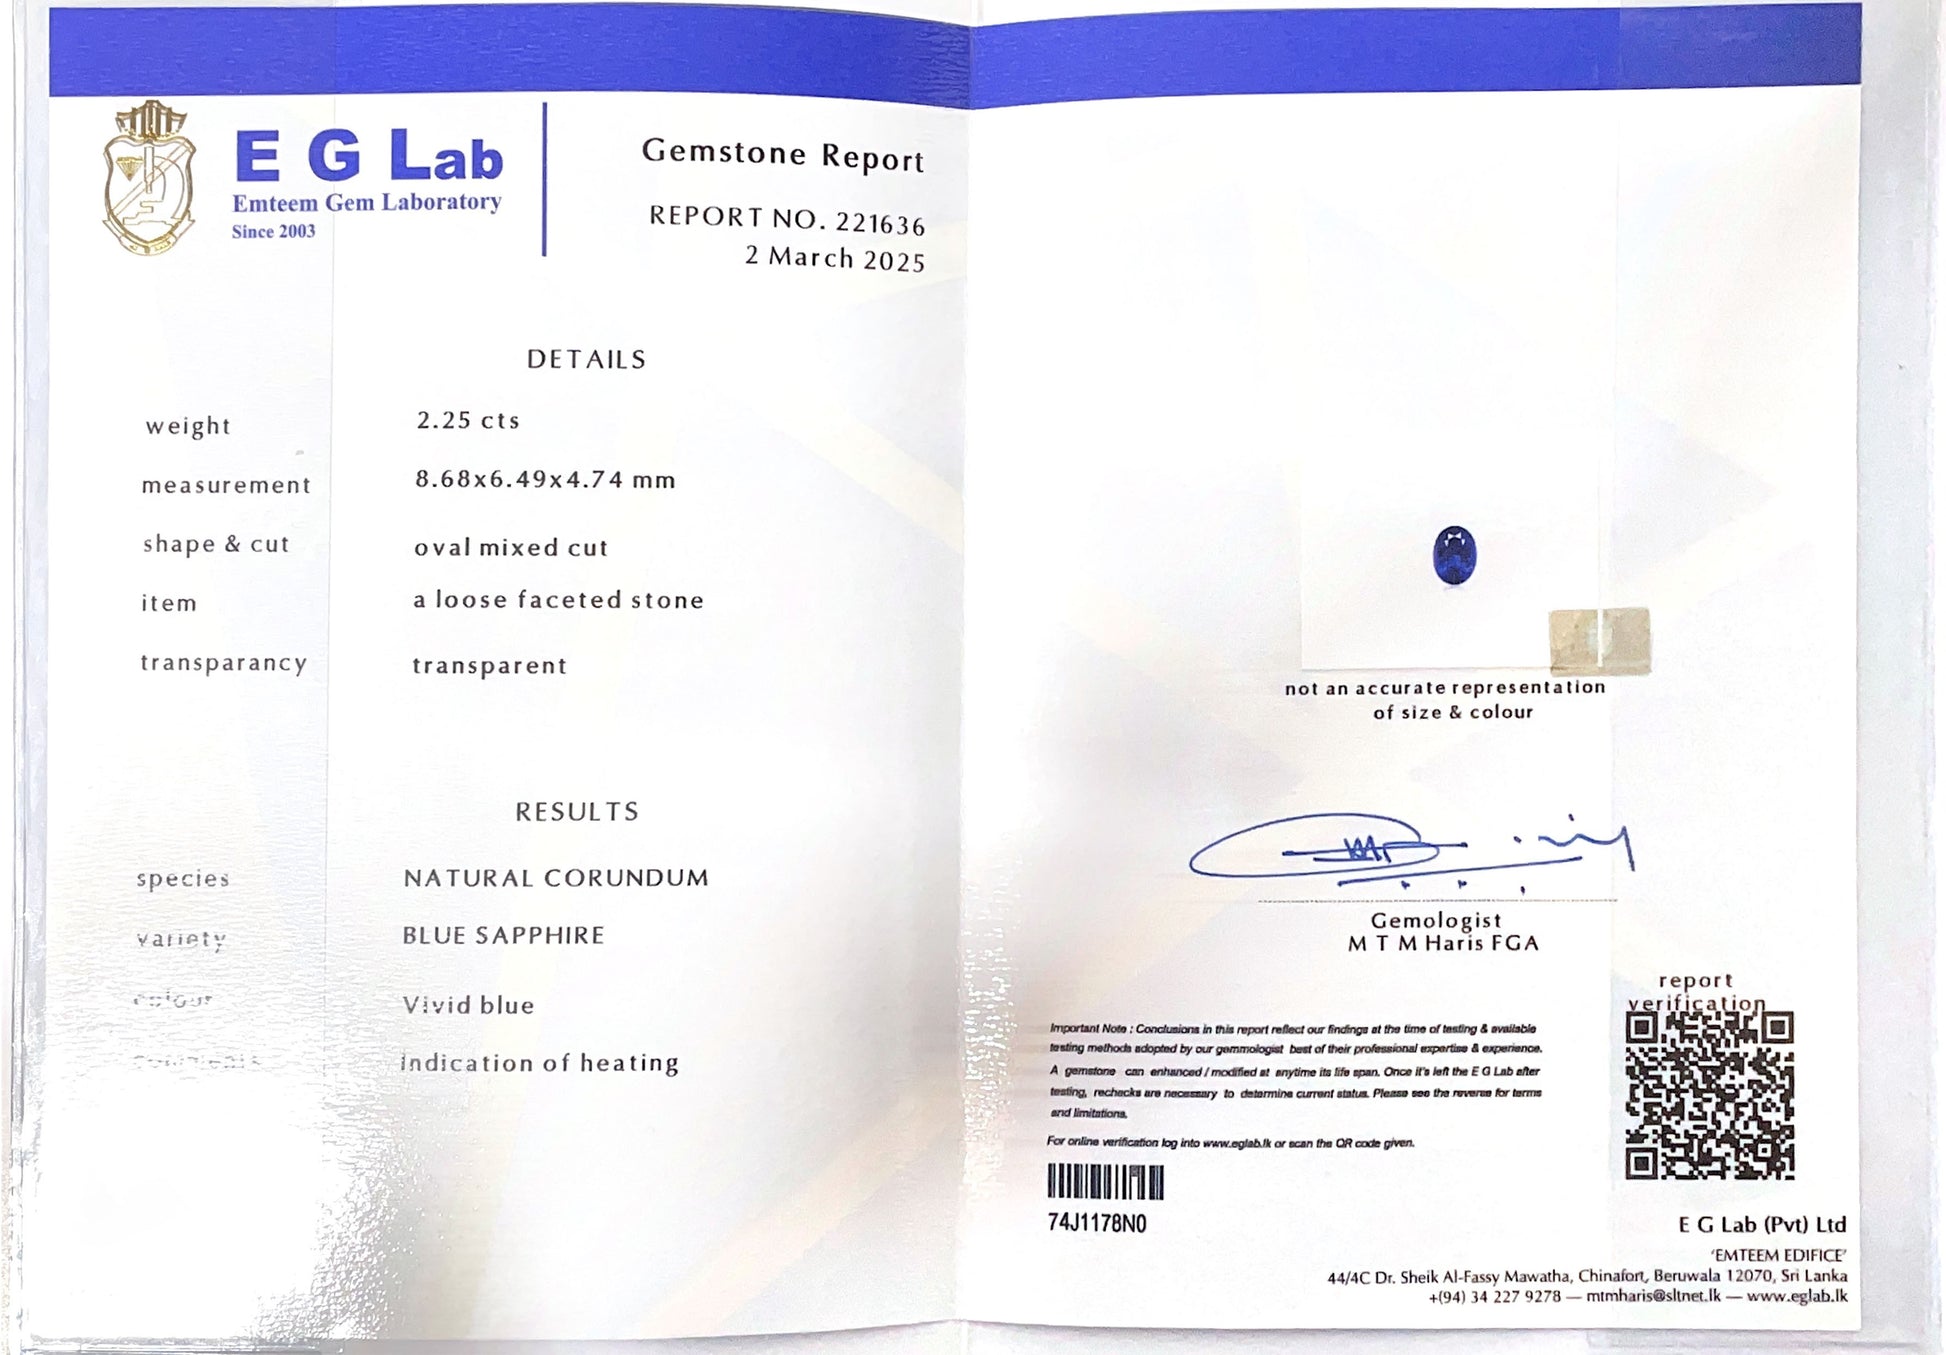 E G Lab
Emteem Gem Laboratory
Since 2003
Gemstone Report
REPORT NO. 221636
2 March 2025
DETAILS
weight 2.25 cts
measurement 8.68x6.49x4.74 mm
shape & cut oval mixed cut
item a loose faceted stone
transparancy transparent
RESULTS
species NATURAL CORUNDUM
variety BLUE SAPPHIRE
colour Vivid blue
Indication of heating
not an accurate representation
of size & colour
Gemologist
M T M Haris FGA
report
verification
Important Note : Conclusions in this report reflect our findings at the time of testing & available
testing methods adopted by our gemmologist best of their professional expertise & experience.
A gemstone can enhanced / modified at anytime its life span. Once it's left the E G Lab after
testing, rechecks are necessary to determine current status. Please see the reverse for terms
and limitations.
For online verification log into www.eglab.lk or scan the QR code given.
74J1178N0
E G Lab (Pvt) Ltd
'EMTEEM EDIFICE'
44/4C Dr. Sheik Al-Fassy Mawatha, Chinafort, Beruwala 12070, Sri Lanka
+(94) 34 227 9278 — mtmharis@sltnet.lk — www.eglab.lk